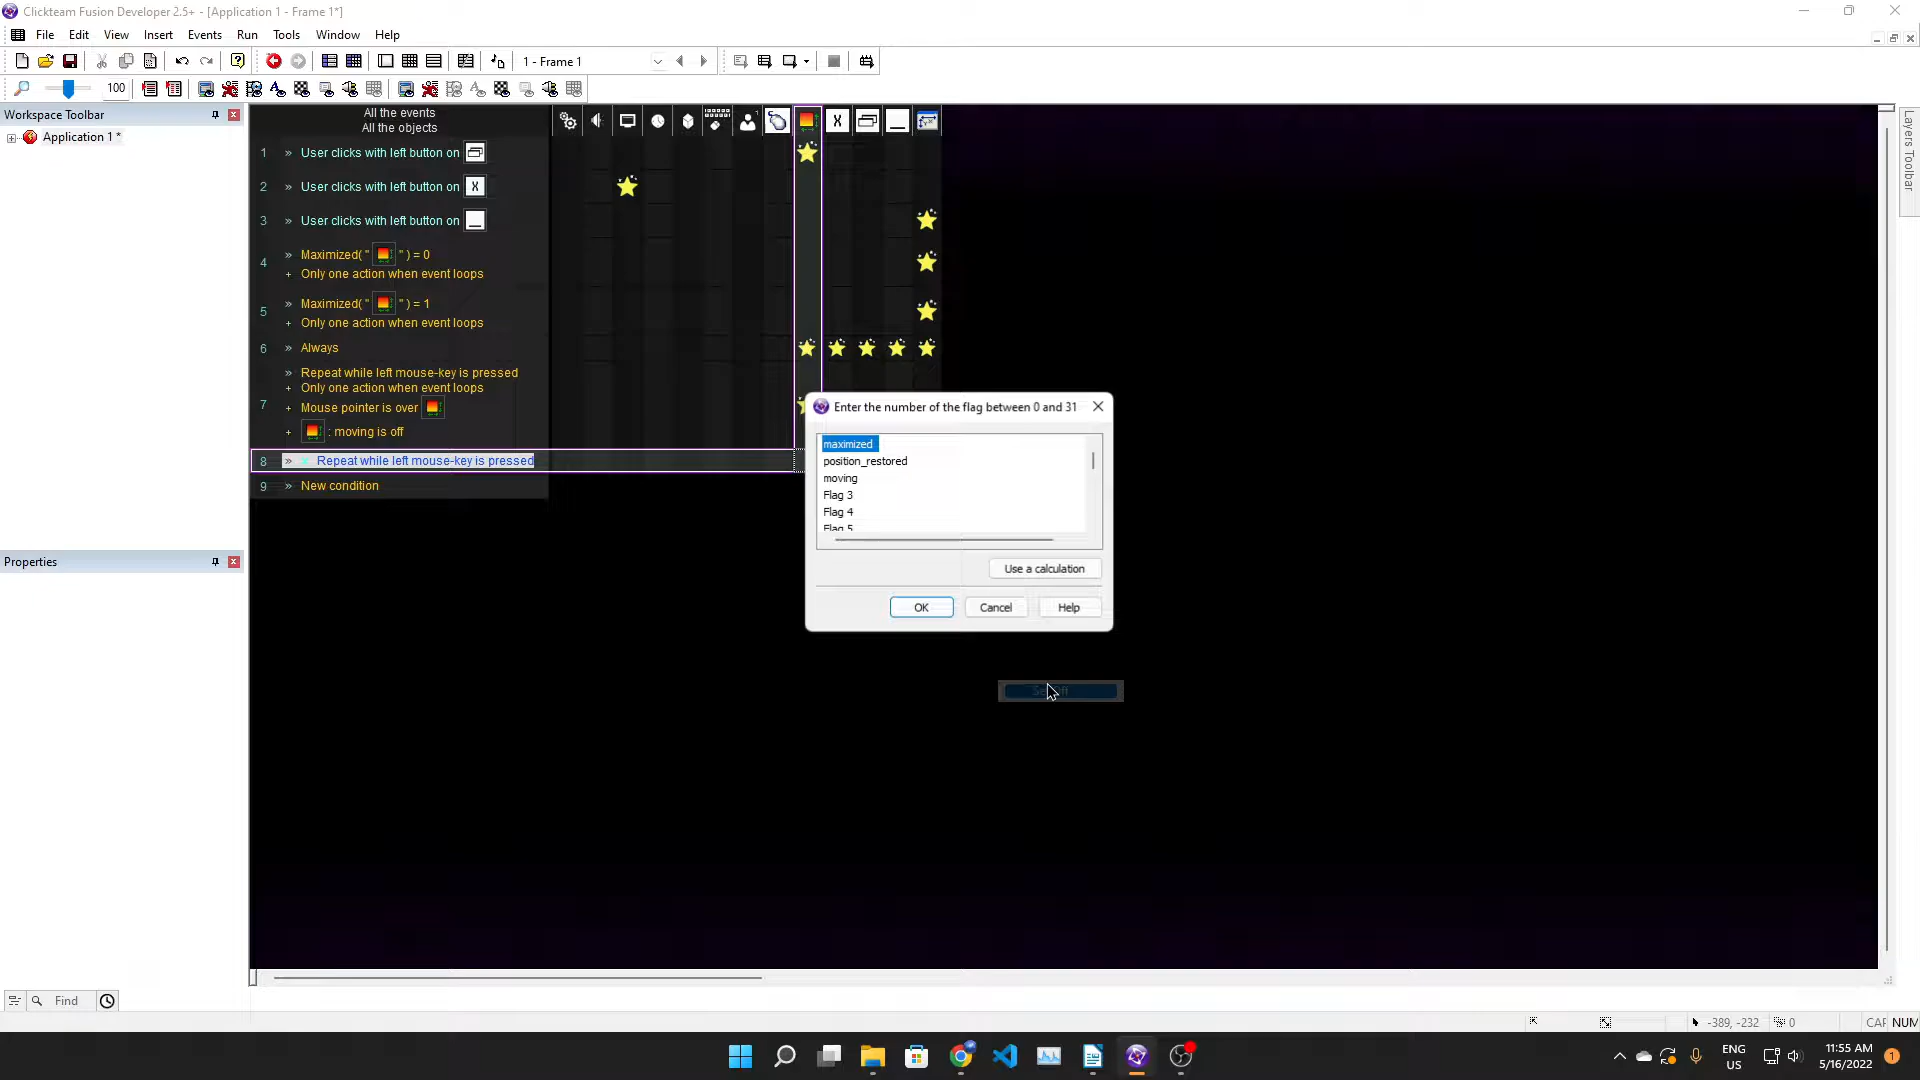 Clickteam Fusion Developer 2.5+ - [Application 1 - Frame 1*]
File Edit View Insert Events Run Tools Window Help
1 - Frame 1
100
Workspace Toolbar
Application 1 *
Properties
Find
All the events
All the objects
1 » User clicks with left button on
2 » User clicks with left button on X
3 » User clicks with left button on
4 » Maximized( " " ) = 0
+ Only one action when event loops
5 » Maximized( " " ) = 1
+ Only one action when event loops
6 » Always
» Repeat while left mouse-key is pressed
+ Only one action when event loops
7 + Mouse pointer is over
+ : moving is off
8 » Repeat while left mouse-key is pressed
9 » New condition
Enter the number of the flag between 0 and 31
maximized
position_restored
moving
Flag 3
Flag 4
Flag 5
Use a calculation
OK Cancel Help
Layers Toolbar
-389, -232 0 CAP NUM
ENG
US
11:55 AM
5/16/2022
1